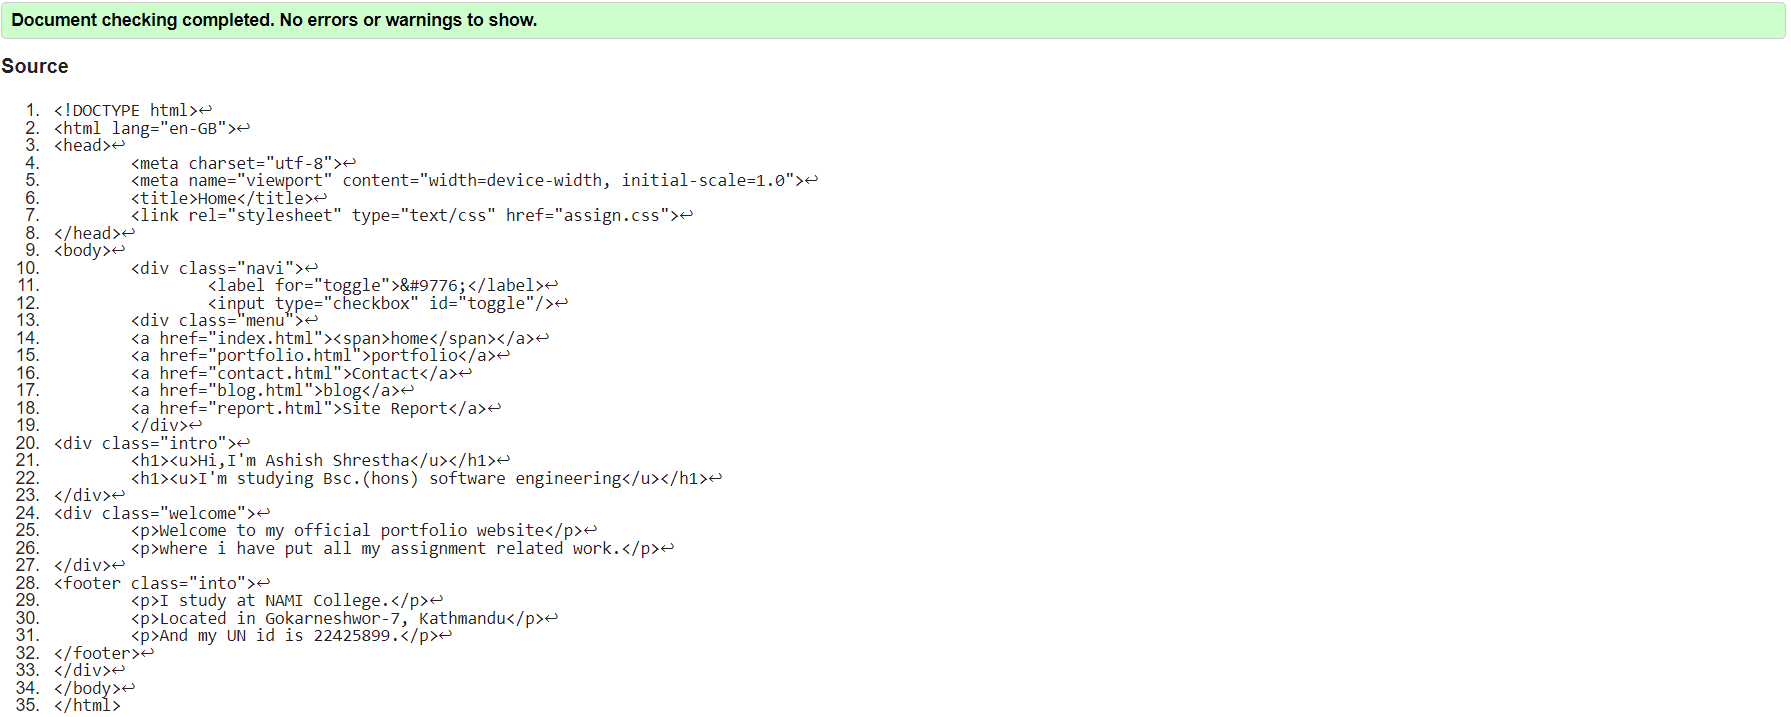 Document checking completed. No errors or warnings to show.
Source
1. <!DOCTYPE html>↩
2. <html lang="en-GB">↩
3. <head>↩
4. <meta charset="utf-8">↩
5. <meta name="viewport" content="width=device-width, initial-scale=1.0">↩
6. <title>Home</title>↩
7. <link rel="stylesheet" type="text/css" href="assign.css">↩
8. </head>↩
9. <body>↩
10. <div class="navi">↩
11. <label for="toggle">&#9776;</label>↩
12. <input type="checkbox" id="toggle"/>↩
13. <div class="menu">↩
14. <a href="index.html"><span>home</span></a>↩
15. <a href="portfolio.html">portfolio</a>↩
16. <a href="contact.html">Contact</a>↩
17. <a href="blog.html">blog</a>↩
18. <a href="report.html">Site Report</a>↩
19. </div>↩
20. <div class="intro">↩
21. <h1><u>Hi,I'm Ashish Shrestha</u></h1>↩
22. <h1><u>I'm studying Bsc.(hons) software engineering</u></h1>↩
23. </div>↩
24. <div class="welcome">↩
25. <p>Welcome to my official portfolio website</p>↩
26. <p>where i have put all my assignment related work.</p>↩
27. </div>↩
28. <footer class="into">↩
29. <p>I study at NAMI College.</p>↩
30. <p>Located in Gokarneshwor-7, Kathmandu</p>↩
31. <p>And my UN id is 22425899.</p>↩
32. </footer>↩
33. </div>↩
34. </body>↩
35. </html>